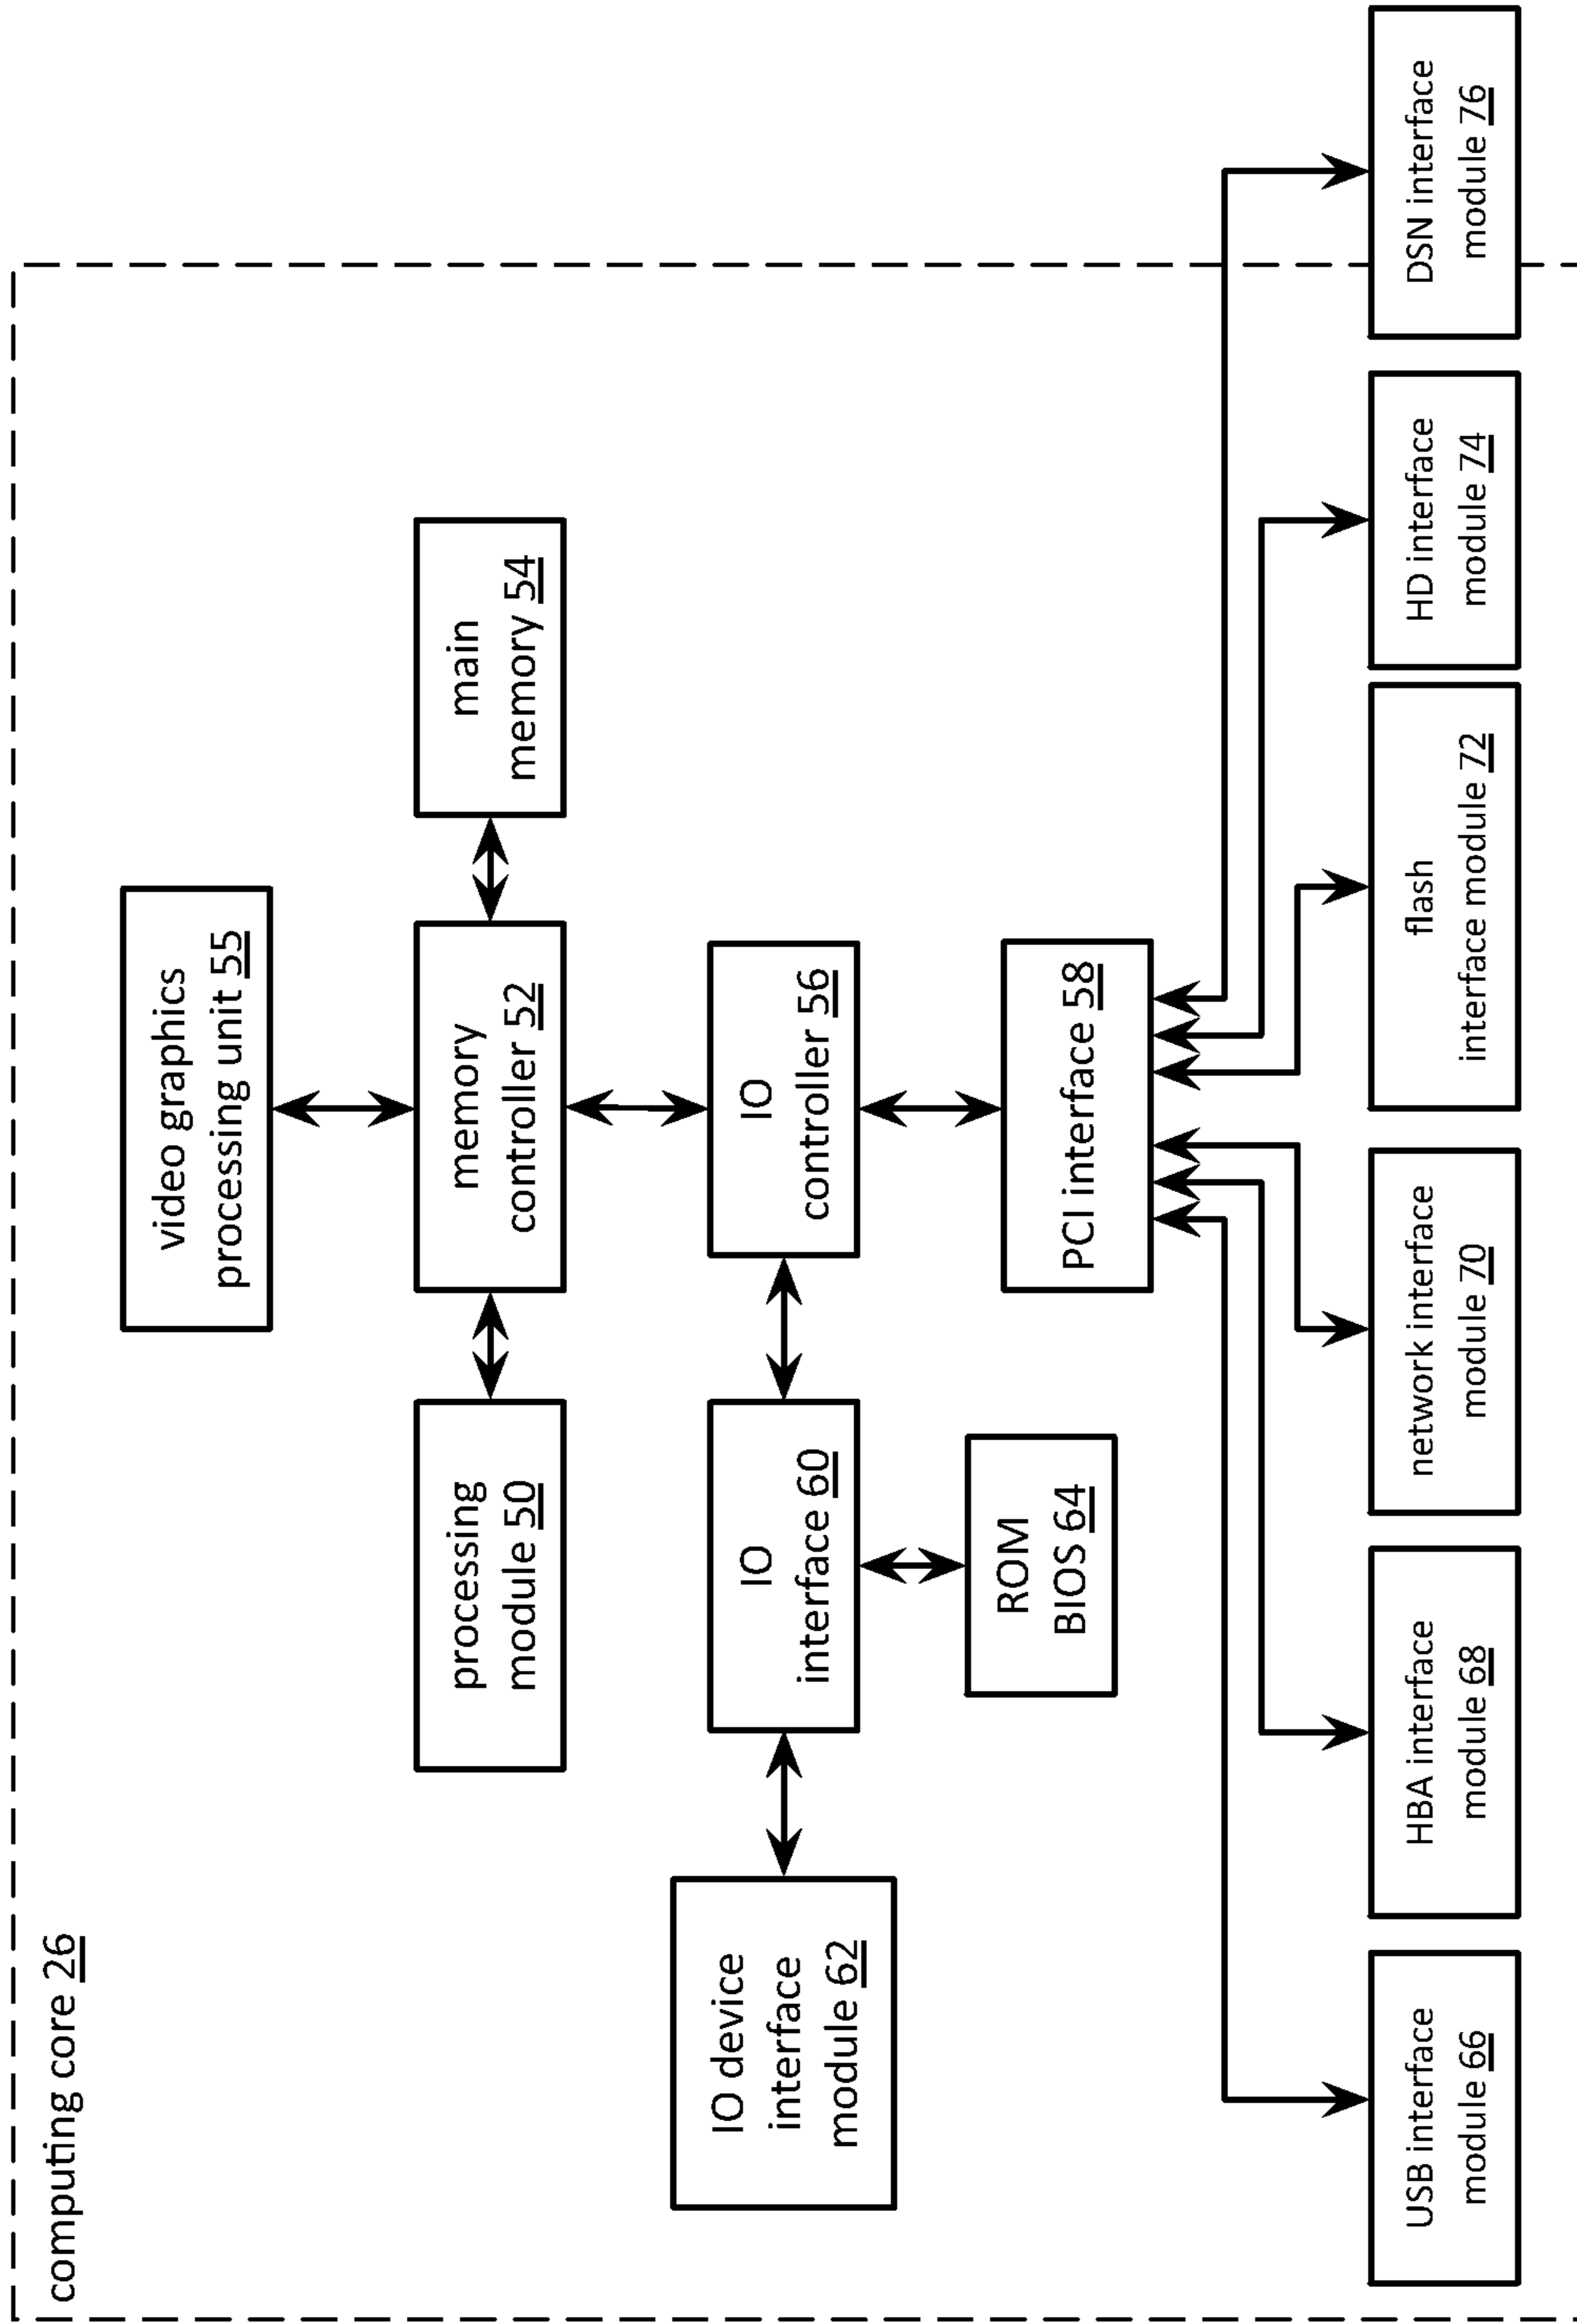 computing core 26
video graphics
processing unit 55
processing
module 50
memory
controller 52
main
memory 54
IO device
interface
module 62
IO
interface 60
IO
controller 56
ROM
BIOS 64
PCI interface 58
USB interface
module 66
HBA interface
module 68
network interface
module 70
flash
interface module 72
HD interface
module 74
DSN interface
module 76